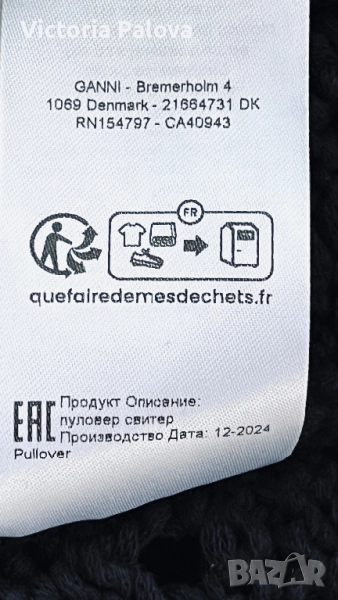 Victoria Palova
GANNI - Bremerholm 4
1069 Denmark - 21664731 DK
RN154797 - CA40943
FR
quefairedemesdechets.fr
EAC Продукт Описание:
пуловер свитер
Производство Дата: 12-2024
Pullover
BAZAR